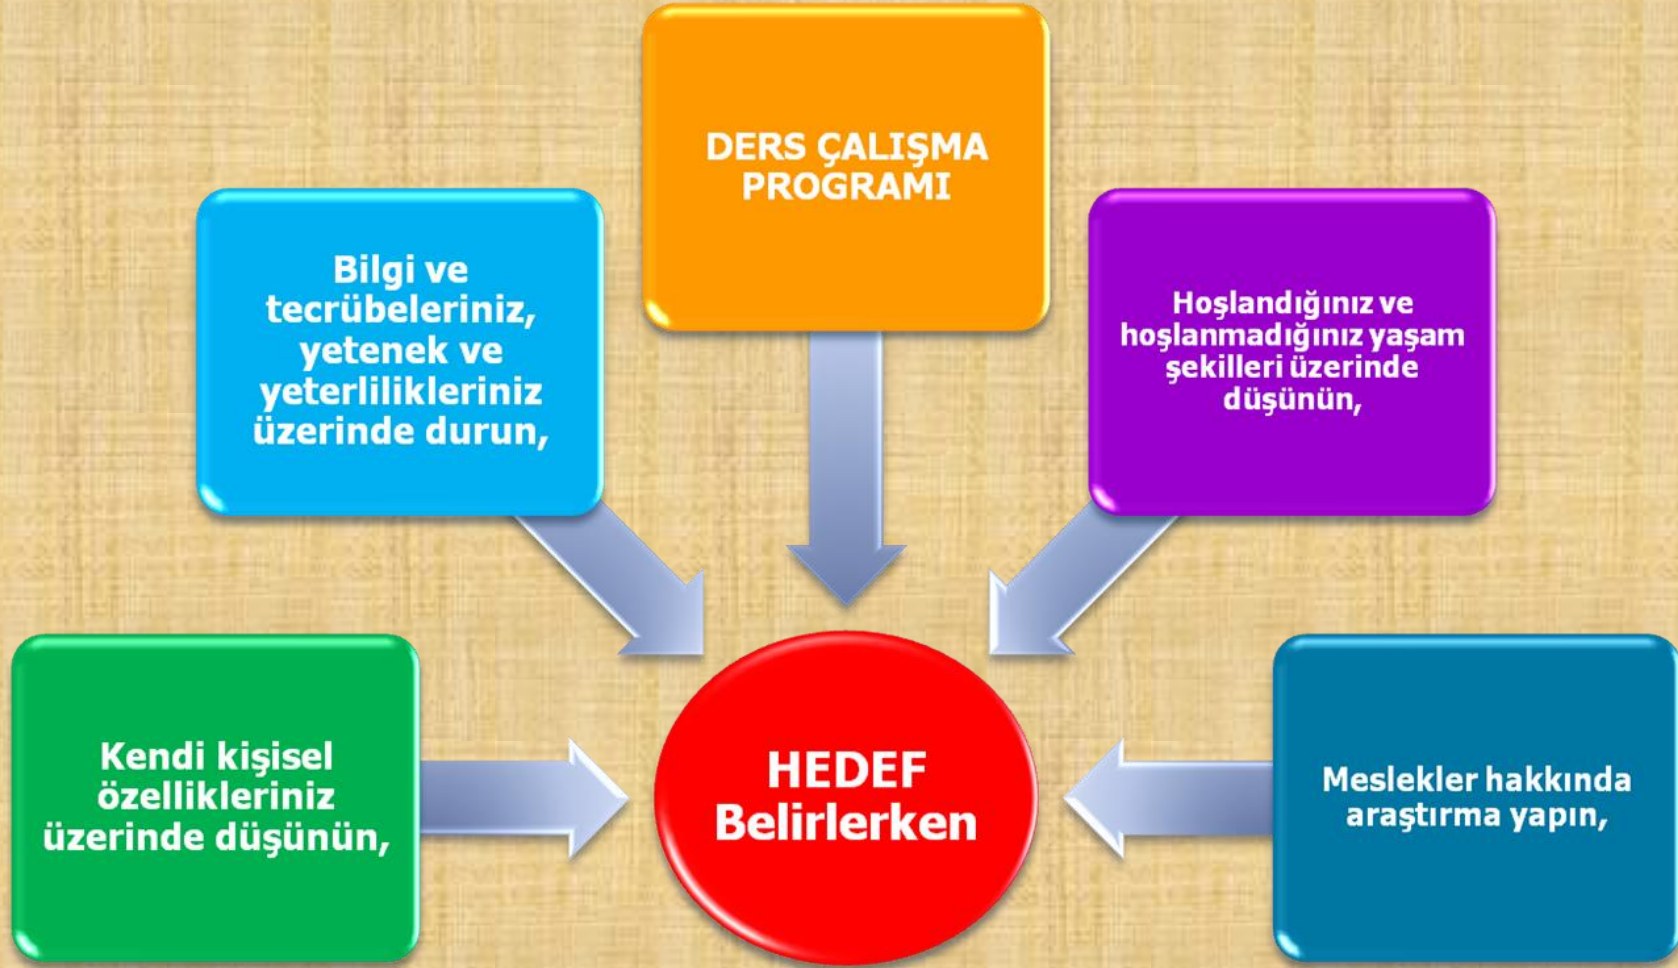 DERS ÇALIŞMA
PROGRAMI
Bilgi ve
tecrübeleriniz,
yetenek ve
yeterlilikleriniz
üzerinde durun,
Hoşlandığınız ve
hoşlanmadığınız yaşam
şekilleri üzerinde
düşünün,
Kendi kişisel
özellikleriniz
üzerinde düşünün,
HEDEF
Belirlerken
Meslekler hakkında
araştırma yapın,